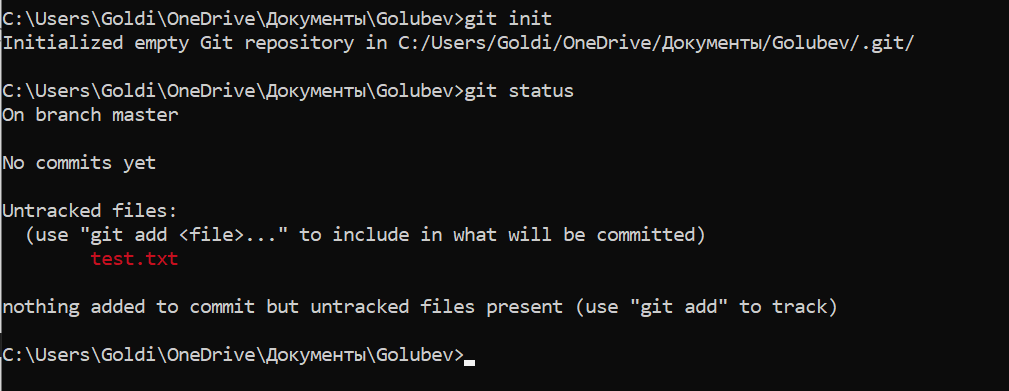 C:\Users\Goldi\OneDrive\Документы\Golubev>git init
Initialized empty Git repository in C:/Users/Goldi/OneDrive/Документы/Golubev/.git/
C:\Users\Goldi\OneDrive\Документы\Golubev>git status
On branch master
No commits yet
Untracked files:
(use "git add <file>..." to include in what will be committed)
test.txt
nothing added to commit but untracked files present (use "git add" to track)
C:\Users\Goldi\OneDrive\Документы\Golubev>